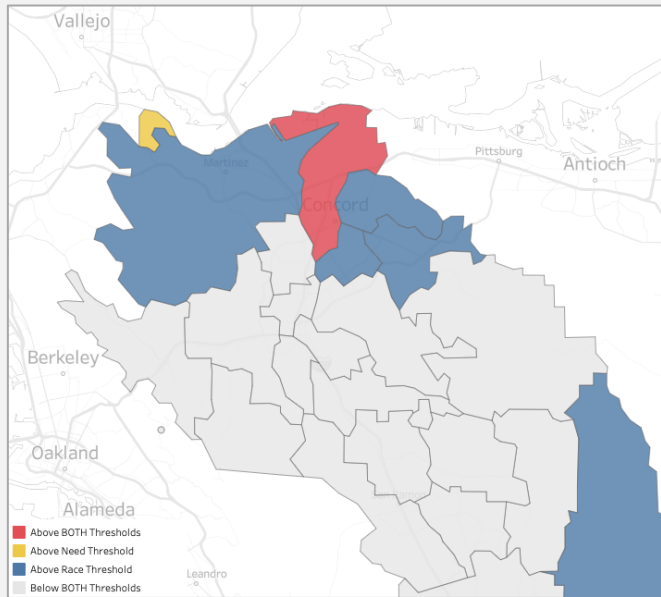 Vallejo
Martinez
Pittsburg
Antioch
Concord
Berkeley
Oakland
Alameda
Leandro
Above BOTH Thresholds
Above Need Threshold
Above Race Threshold
Below BOTH Thresholds